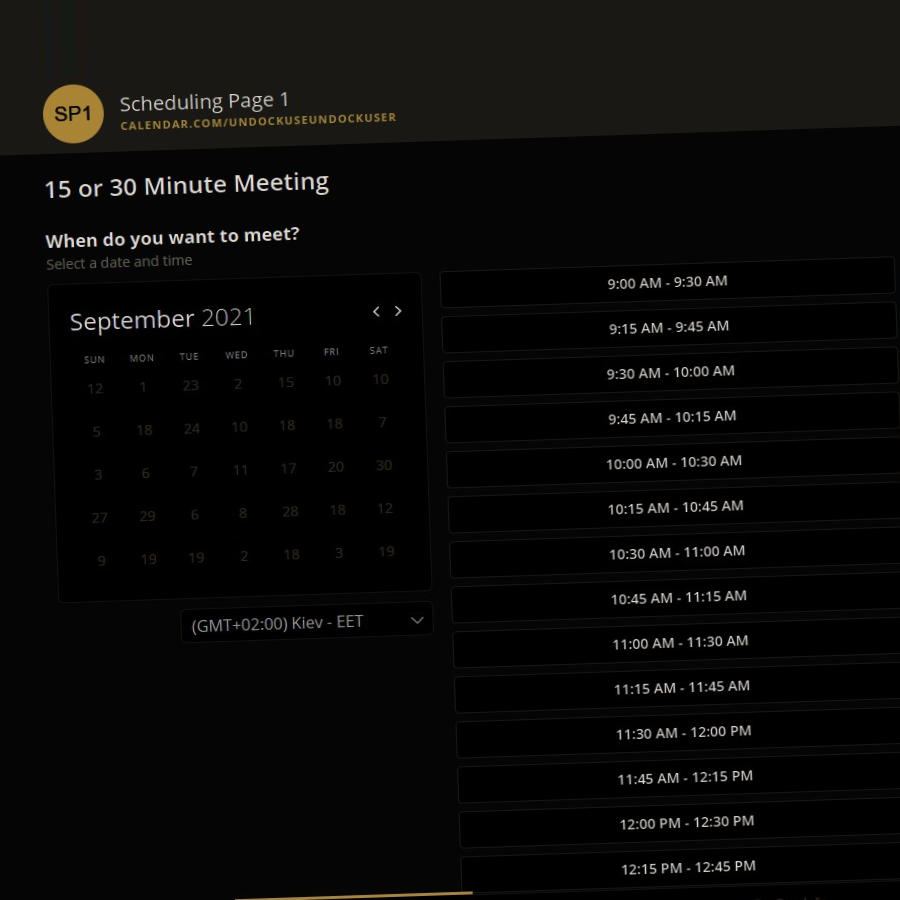 SP1
Scheduling Page 1
CALENDAR.COM/UNDOCKUSEUNDOCKUSER
15 or 30 Minute Meeting
When do you want to meet?
Select a date and time
September 2021
SUN MON TUE WED THU FRI SAT
12 1 23 2 15 10 10
5 18 24 10 18 18 7
3 6 7 11 17 20 30
27 29 6 8 28 18 12
9 19 19 2 18 3 19
(GMT+02:00) Kiev - EET
9:00 AM - 9:30 AM
9:15 AM - 9:45 AM
9:30 AM - 10:00 AM
9:45 AM - 10:15 AM
10:00 AM - 10:30 AM
10:15 AM - 10:45 AM
10:30 AM - 11:00 AM
10:45 AM - 11:15 AM
11:00 AM - 11:30 AM
11:15 AM - 11:45 AM
11:30 AM - 12:00 PM
11:45 AM - 12:15 PM
12:00 PM - 12:30 PM
12:15 PM - 12:45 PM